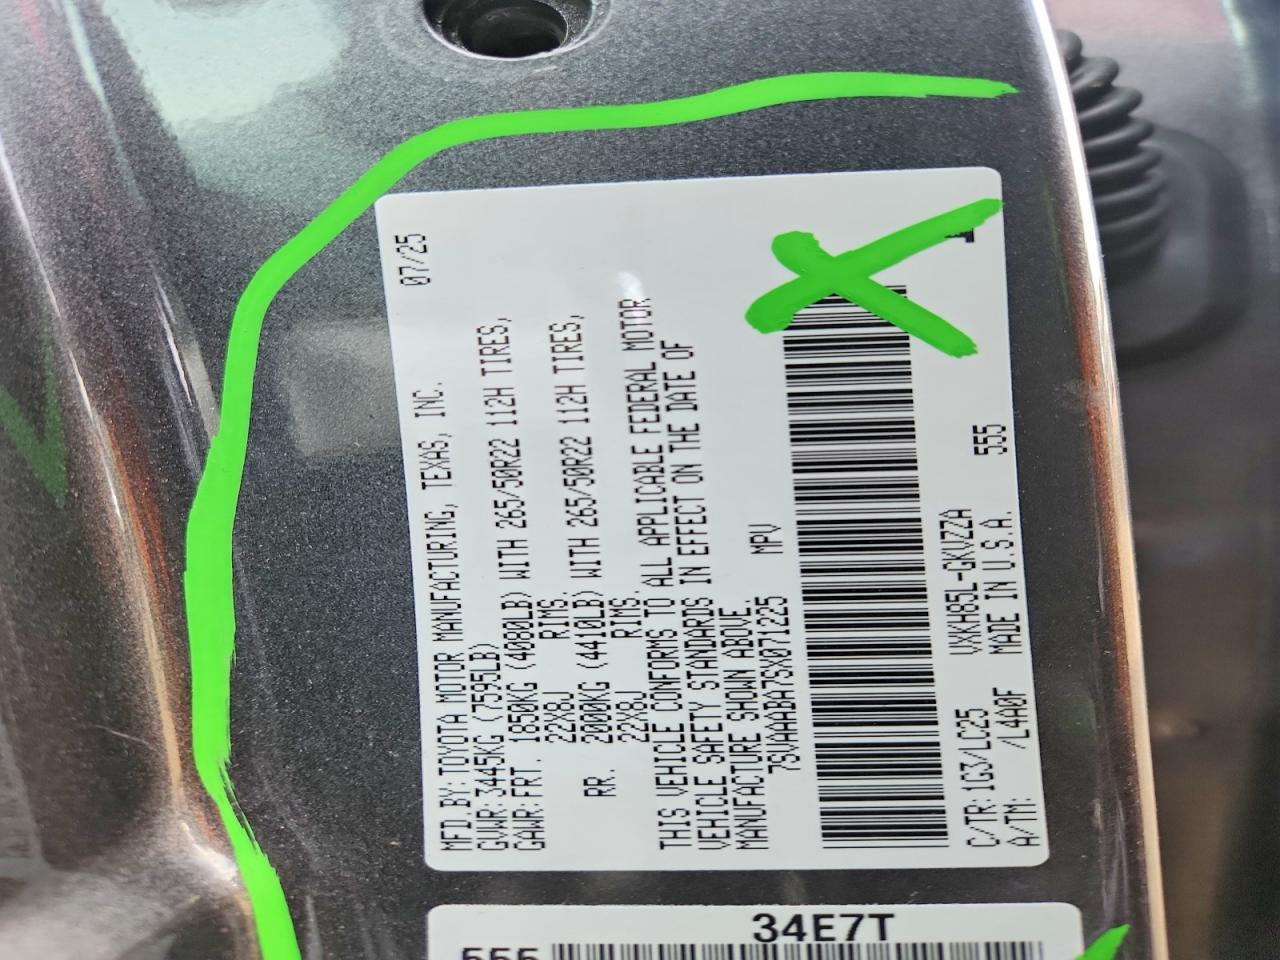 MFD.BY:TOYOTA MOTOR MANUFACTURING, TEXAS, INC. 07/25
GVWR:3445KG (7595LB)
GAWR:FRT. 1850KG (4080LB) WITH 265/50R22 112H TIRES,
22X8J RIMS.
RR. 2000KG (4410LB) WITH 265/50R22 112H TIRES,
22X8J RIMS.
THIS VEHICLE CONFORMS TO ALL APPLICABLE FEDERAL MOTOR
VEHICLE SAFETY STANDARDS IN EFFECT ON THE DATE OF
MANUFACTURE SHOWN ABOVE.
7SVAAABA7SX071225 MPV
C/TR:1G3/LC25 VXKH85L-GKVZZA 555
A/TM: /L4A0F MADE IN U.S.A.
34E7T
555